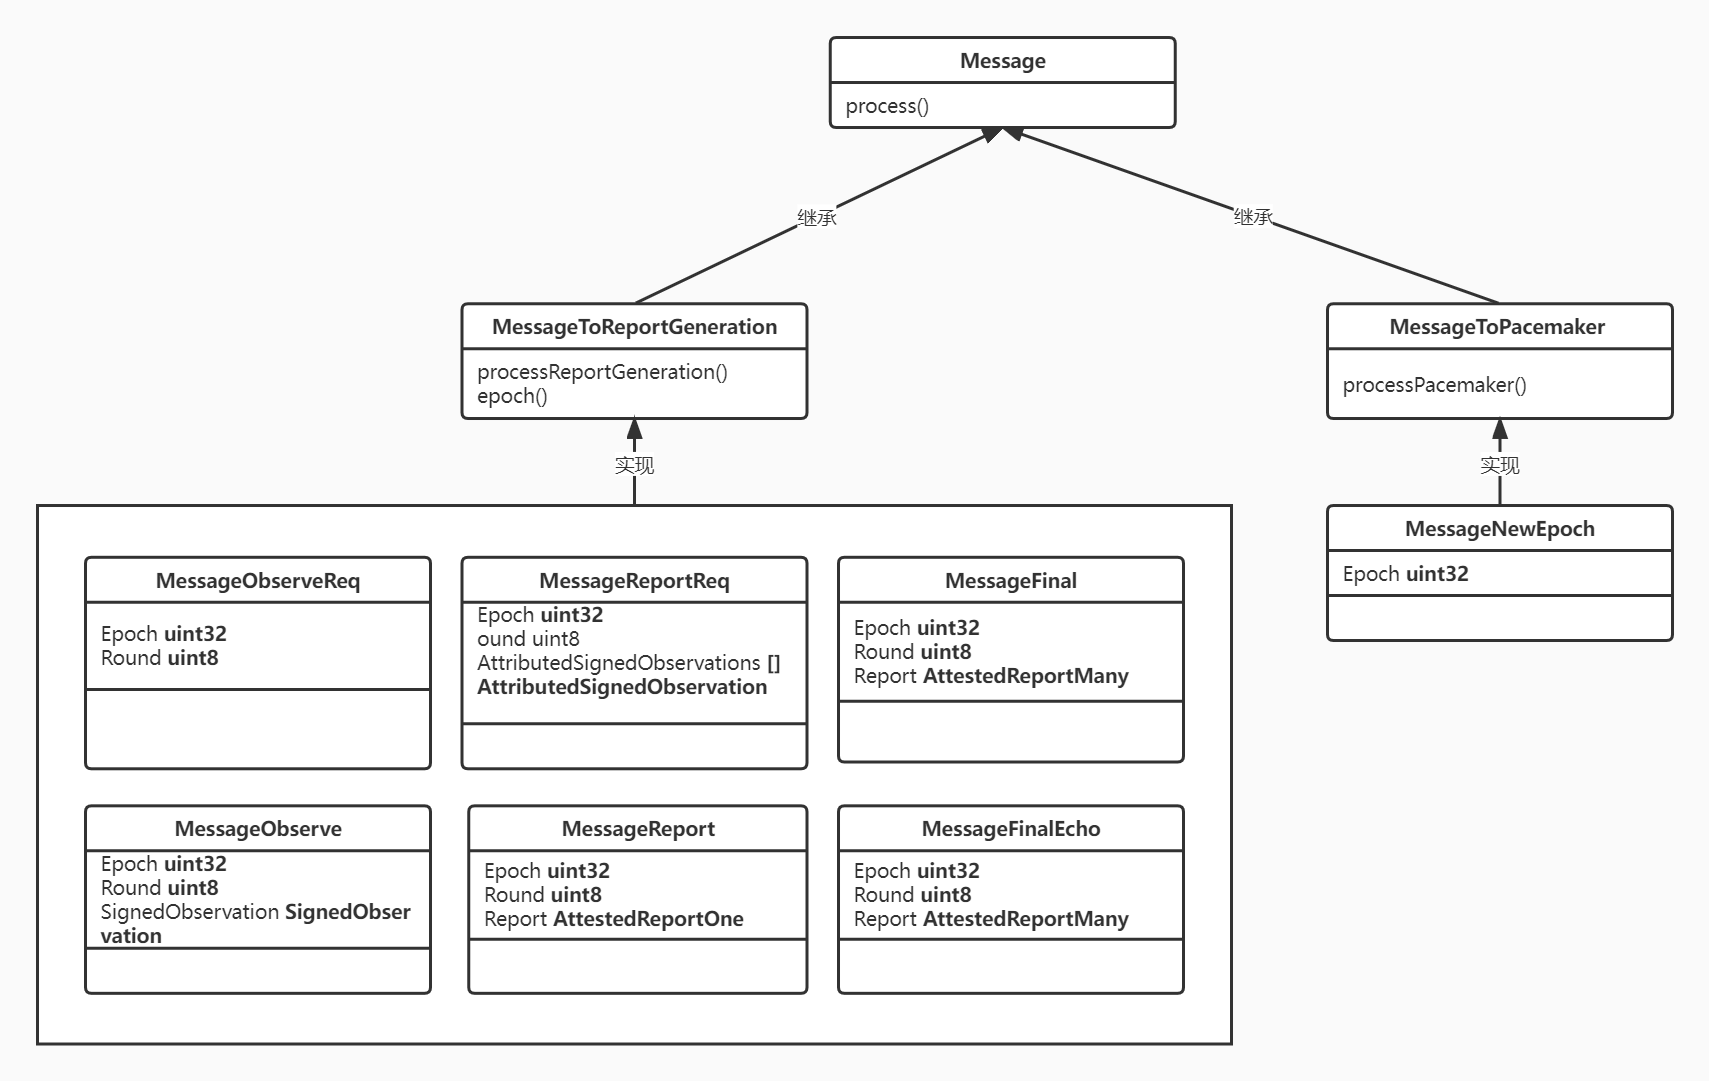 Message
process()
继承
继承
MessageToReportGeneration
processReportGeneration()
epoch()
MessageToPacemaker
processPacemaker()
实现
实现
MessageNewEpoch
Epoch uint32
MessageObserveReq
Epoch uint32
Round uint8
MessageReportReq
Epoch uint32
ound uint8
AttributedSignedObservations []
AttributedSignedObservation
MessageFinal
Epoch uint32
Round uint8
Report AttestedReportMany
MessageObserve
Epoch uint32
Round uint8
SignedObservation SignedObser
vation
MessageReport
Epoch uint32
Round uint8
Report AttestedReportOne
MessageFinalEcho
Epoch uint32
Round uint8
Report AttestedReportMany